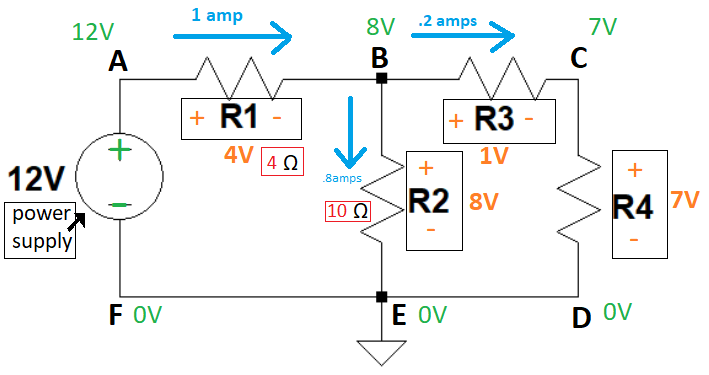 1 amp
.2 amps
12V
8V
7V
A
B
C
+ R1 -
+ R3 -
4V
4 Ω
1V
12V
+
-
power
supply
.8amps
10 Ω
+
R2
-
8V
+
R4
-
7V
F 0V
E 0V
D 0V